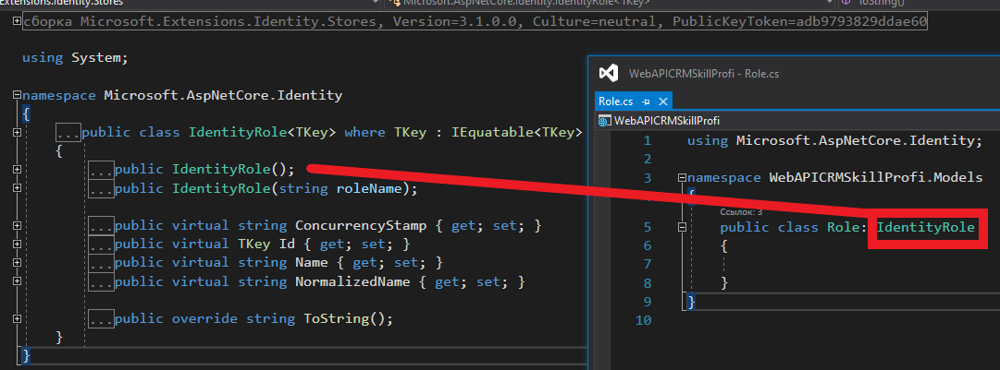 Extensions.Identity.Stores
Microsoft.AspNetCore.Identity.IdentityRole<TKey>
ToString()
сборка Microsoft.Extensions.Identity.Stores, Version=3.1.0.0, Culture=neutral, PublicKeyToken=adb9793829ddae60
using System;
namespace Microsoft.AspNetCore.Identity
{
...public class IdentityRole<TKey> where TKey : IEquatable<TKey>
{
...public IdentityRole();
...public IdentityRole(string roleName);
...public virtual string ConcurrencyStamp { get; set; }
...public virtual TKey Id { get; set; }
...public virtual string Name { get; set; }
...public virtual string NormalizedName { get; set; }
...public override string ToString();
}
}
WebAPICRMSkillProfi - Role.cs
Role.cs
WebAPICRMSkillProfi
1 using Microsoft.AspNetCore.Identity;
2
3 namespace WebAPICRMSkillProfi.Models
{
Ссылок: 3
5 public class Role: IdentityRole
6 {
7
8 }
9 }
10